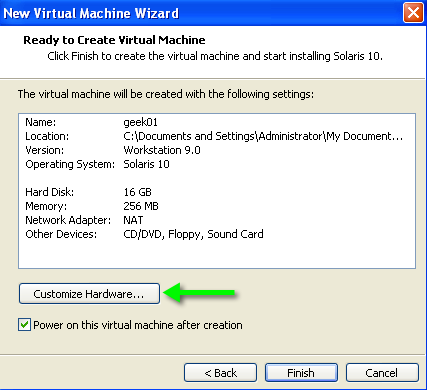 New Virtual Machine Wizard
Ready to Create Virtual Machine
Click Finish to create the virtual machine and start installing Solaris 10.
The virtual machine will be created with the following settings:
Name: geek01
Location: C:\Documents and Settings\Administrator\My Document...
Version: Workstation 9.0
Operating System: Solaris 10
Hard Disk: 16 GB
Memory: 256 MB
Network Adapter: NAT
Other Devices: CD/DVD, Floppy, Sound Card
Customize Hardware...
Power on this virtual machine after creation
< Back Finish Cancel